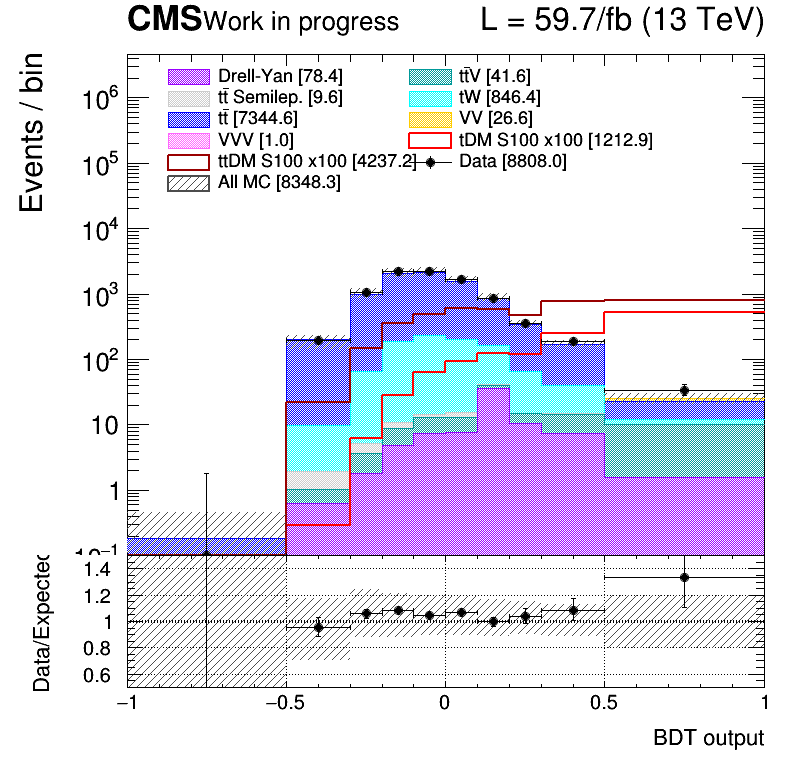 CMS Work in progress L = 59.7/fb (13 TeV)
Events / bin
Drell-Yan [78.4] tt̄V [41.6]
tt̄ Semilep. [9.6] tW [846.4]
tt̄ [7344.6] VV [26.6]
VVV [1.0] tDM S100 x100 [1212.9]
ttDM S100 x100 [4237.2] Data [8808.0]
All MC [8348.3]
10⁶
10⁵
10⁴
10³
10²
10
1
10⁻¹
Data/Expected
1.4
1.2
1
0.8
0.6
−1 −0.5 0 0.5 1
BDT output